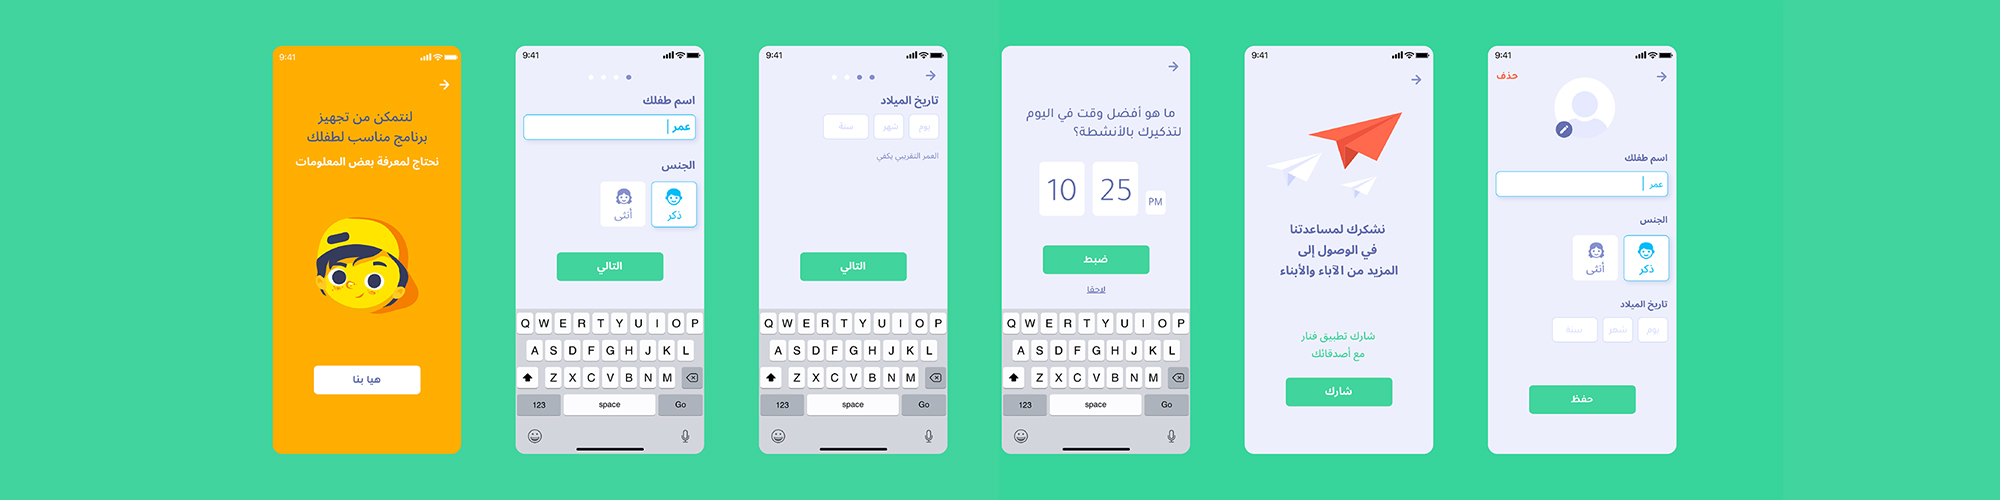 9:41
لنتمكن من تجهيز
برنامج مناسب لطفلك
نحتاج لمعرفة بعض المعلومات
هيا بنا
9:41
اسم طفلك
عمر
الجنس
ذكر
أنثى
التالي
Q W E R T Y U I O P
A S D F G H J K L
Z X C V B N M
123 space Go
9:41
تاريخ الميلاد
يوم شهر سنة
العمر التقريبي يكفي
التالي
Q W E R T Y U I O P
A S D F G H J K L
Z X C V B N M
123 space Go
ما هو أفضل وقت في اليوم
لتذكيرك بالأنشطة؟
10 25 PM
ضبط
لاحقا
Q W E R T Y U I O P
A S D F G H J K L
Z X C V B N M
123 space Go
9:41
نشكرك لمساعدتنا
في الوصول إلى
المزيد من الآباء والأبناء
شارك تطبيق فنار
مع أصدقائك
شارك
9:41
حذف
اسم طفلك
عمر
الجنس
ذكر
أنثى
تاريخ الميلاد
يوم شهر سنة
حفظ